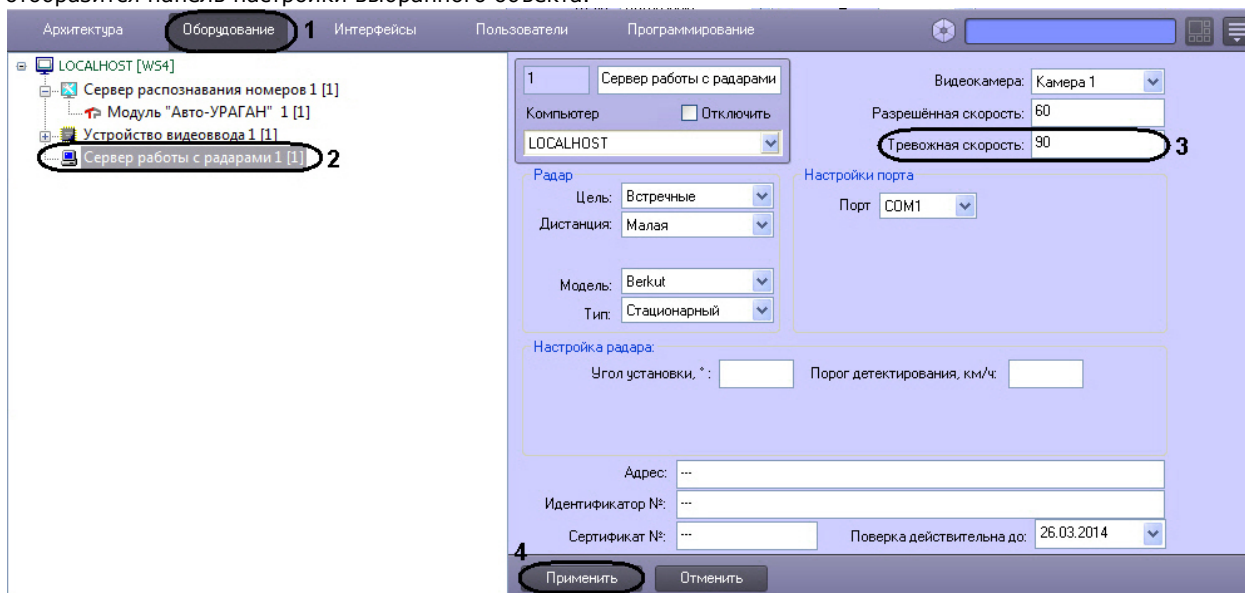 отобразится панель настройки выбранного объекта.
Архитектура Оборудование 1 Интерфейсы Пользователи Программирование
LOCALHOST [WS4]
Сервер распознавания номеров 1 [1]
Модуль "Авто-УРАГАН" 1 [1]
Устройство видеоввода 1 [1]
Сервер работы с радарами 1 [1] 2
1 Сервер работы с радарами
Компьютер Отключить
LOCALHOST
Видеокамера: Камера 1
Разрешённая скорость: 60
Тревожная скорость: 90 3
Радар
Цель: Встречные
Дистанция: Малая
Модель: Berkut
Тип: Стационарный
Настройки порта
Порт COM1
Настройка радара:
Угол установки, °: Порог детектирования, км/ч:
Адрес: ---
Идентификатор №: ---
Сертификат №: --- Поверка действительна до: 26.03.2014
4
Применить Отменить